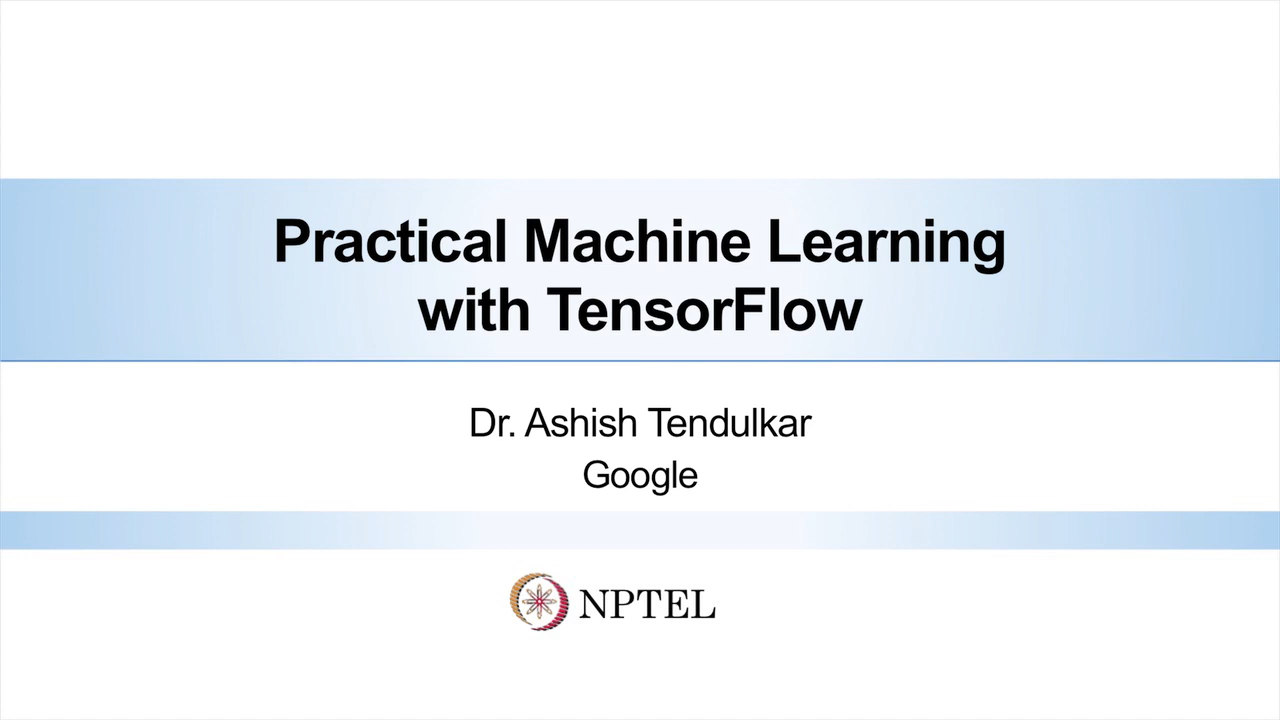 Practical Machine Learning
with TensorFlow
Dr. Ashish Tendulkar
Google
NPTEL